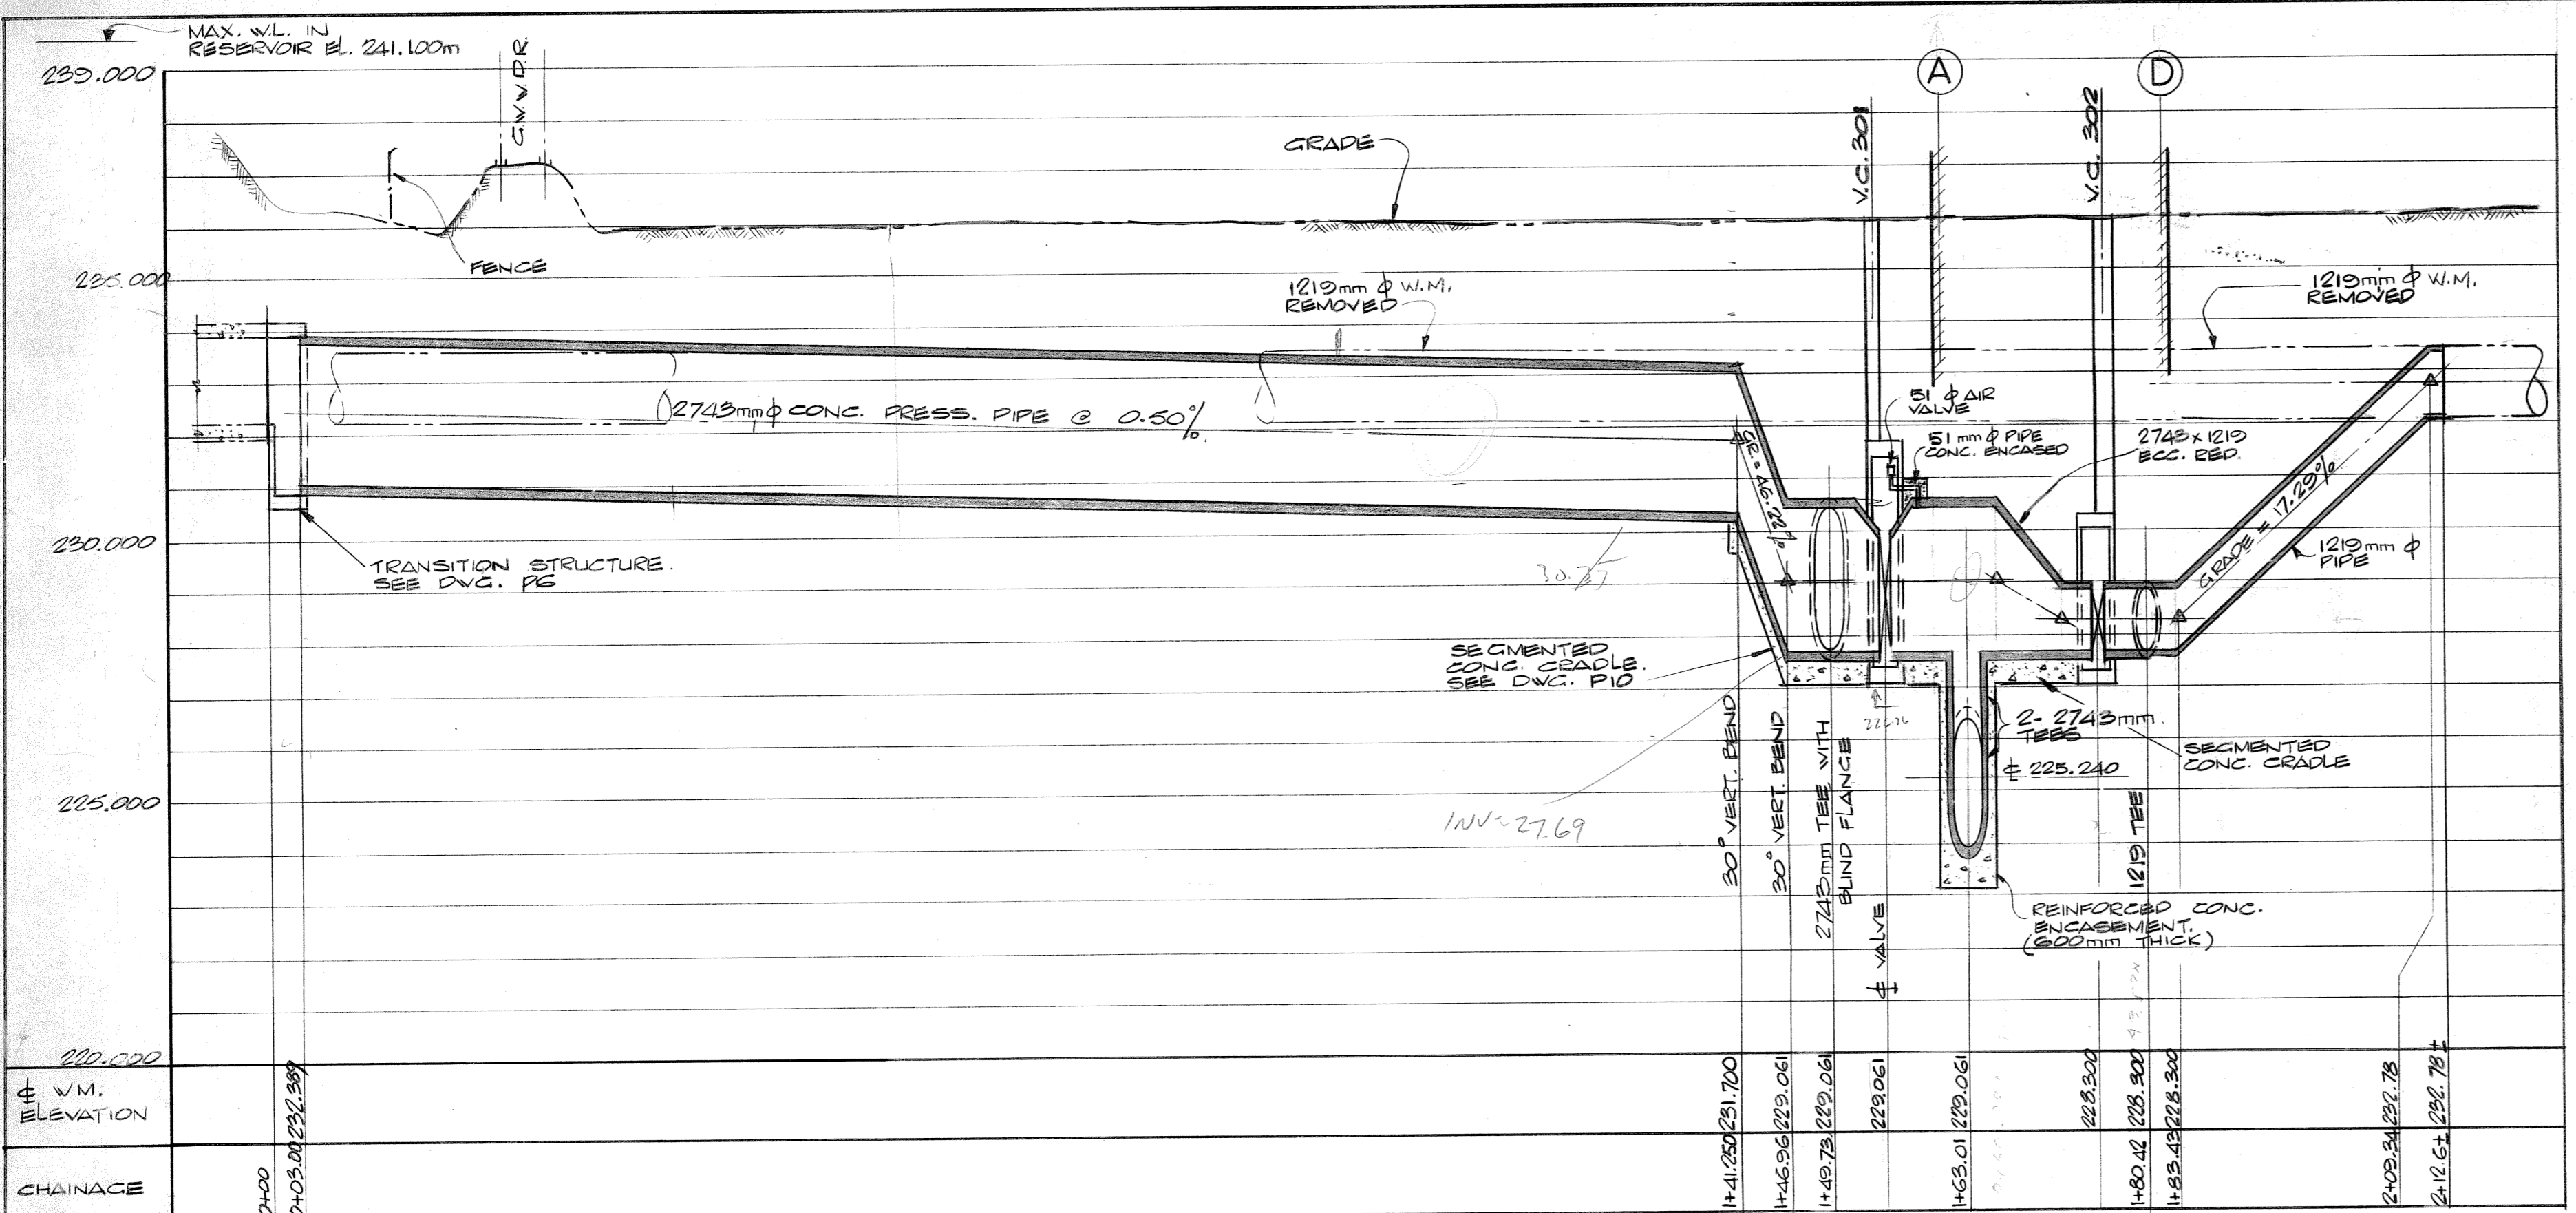 MAX. W.L. IN
RESERVOIR EL. 241.100m
239.000
G.W.W.D.R.
A
D
V.C. 301
V.C. 302
GRADE
FENCE
235.000
1219mm ϕ W.M.
REMOVED
1219mm ϕ W.M.
REMOVED
2743mm ϕ CONC. PRESS. PIPE @ 0.50%
51 ϕ AIR
VALVE
51 mm ϕ PIPE
CONC. ENCASED
2743 x 1219
ECC. RED.
GR. = 46.22%
GRADE = 17.29%
1219mm ϕ
PIPE
230.000
TRANSITION STRUCTURE.
SEE DWG. P6
SEGMENTED
CONC. CRADLE.
SEE DWG. P10
INV = 27.69
2- 2743mm.
TEES
SEGMENTED
CONC. CRADLE
℄ 225.240
225.000
30° VERT. BEND
30° VERT. BEND
2743mm TEE WITH
BLIND FLANGE
℄ VALVE
1219 TEE
REINFORCED CONC.
ENCASEMENT.
(600mm THICK)
220.000
℄ WM.
ELEVATION
232.389
231.700
229.061
229.061
229.061
229.061
228.300
228.300
228.300
232.78
232.78±
CHAINAGE
0+00
0+03.00
1+41.250
1+46.96
1+49.73
1+63.01
1+80.42
1+83.43
2+09.34
2+12.6±